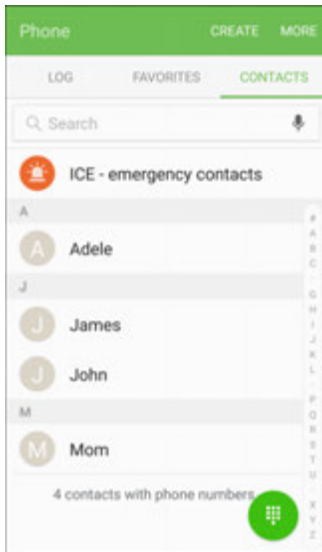 Phone CREATE MORE
LOG FAVORITES CONTACTS
Search
ICE - emergency contacts
A
A Adele
J
J James
J John
M
M Mom
4 contacts with phone numbers
#
A
B
C
G
H
I
J
K
L
P
Q
R
S
T
U
X
Y
Z